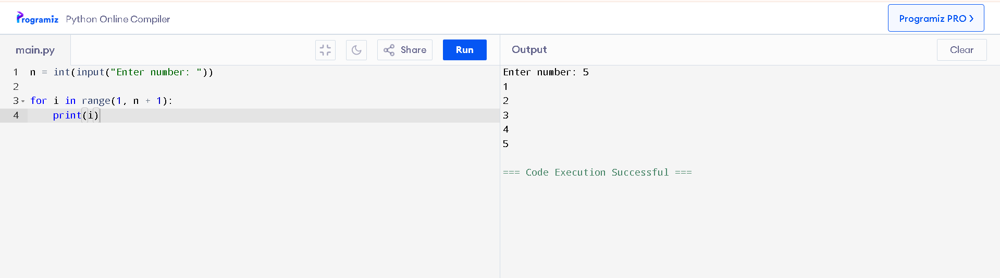 Programiz Python Online Compiler
Programiz PRO >
main.py
Share
Run
Output
Clear
1 n = int(input("Enter number: "))
2
3 for i in range(1, n + 1):
4     print(i)
Enter number: 5
1
2
3
4
5
=== Code Execution Successful ===